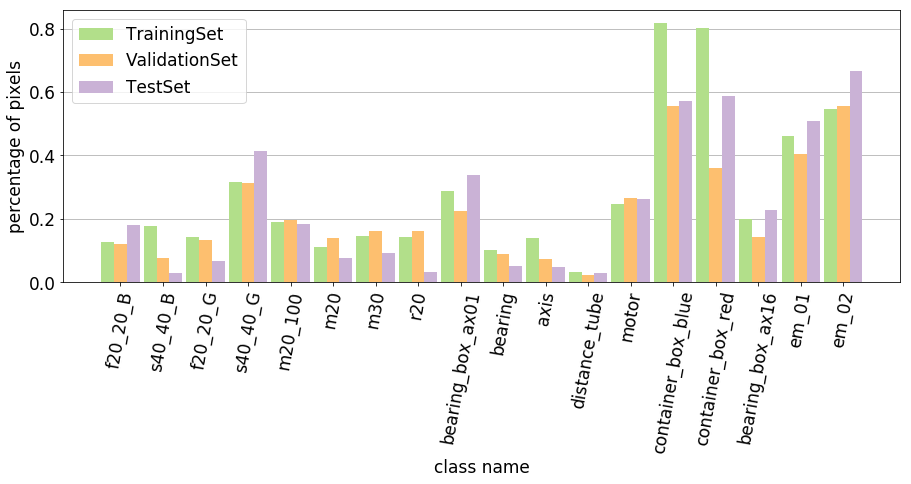 TrainingSet
ValidationSet
TestSet
percentage of pixels
0.8
0.6
0.4
0.2
0.0
f20_20_B
s40_40_B
f20_20_G
s40_40_G
m20_100
m20
m30
r20
bearing_box_ax01
bearing
axis
distance_tube
motor
container_box_blue
container_box_red
bearing_box_ax16
em_01
em_02
class name